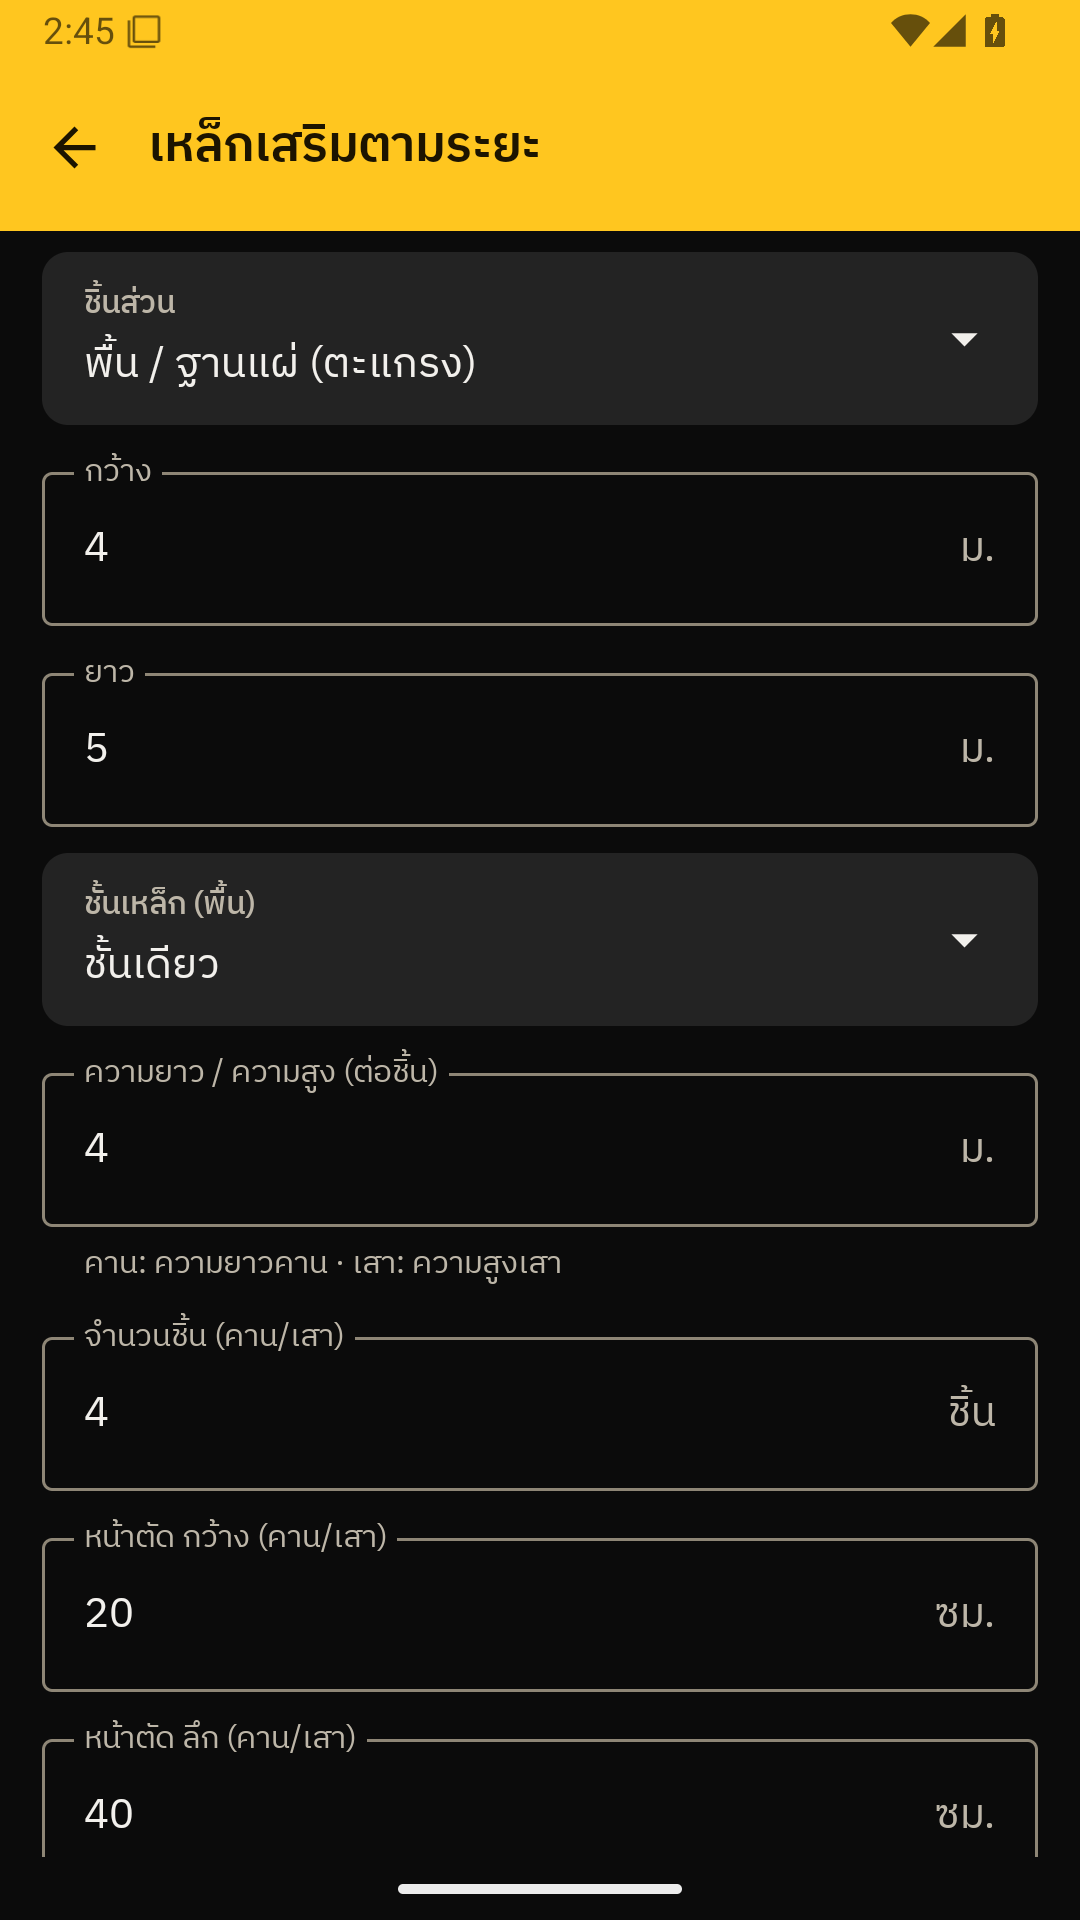 2:45
เหล็กเสริมตามระยะ
ชิ้นส่วน
พื้น / ฐานแผ่ (ตะแกรง)
กว้าง
4 ม.
ยาว
5 ม.
ชั้นเหล็ก (พื้น)
ชั้นเดียว
ความยาว / ความสูง (ต่อชิ้น)
4 ม.
คาน: ความยาวคาน · เสา: ความสูงเสา
จำนวนชิ้น (คาน/เสา)
4 ชิ้น
หน้าตัด กว้าง (คาน/เสา)
20 ซม.
หน้าตัด ลึก (คาน/เสา)
40 ซม.